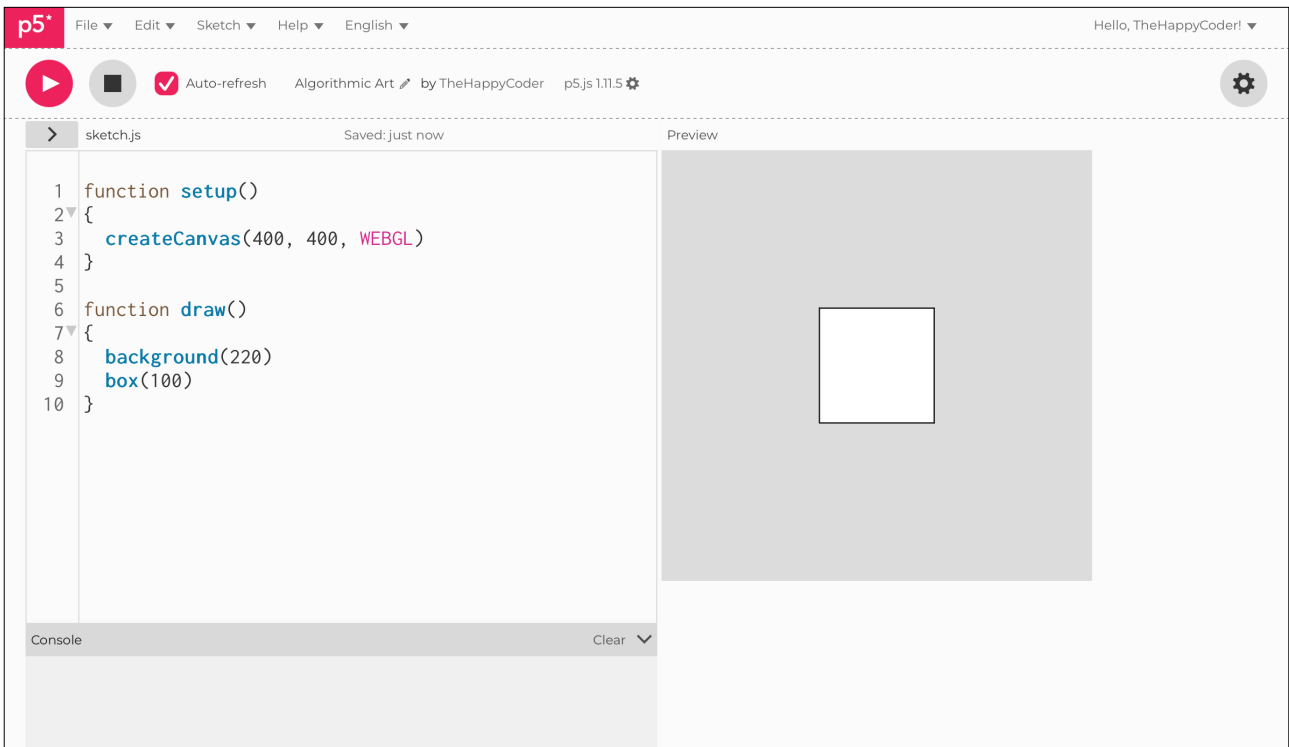 p5* File Edit Sketch Help English Hello, TheHappyCoder!
Auto-refresh Algorithmic Art by TheHappyCoder p5.js 1.11.5
sketch.js Saved: just now Preview
1 function setup()
2 {
3 createCanvas(400, 400, WEBGL)
4 }
5
6 function draw()
7 {
8 background(220)
9 box(100)
10 }
Console Clear